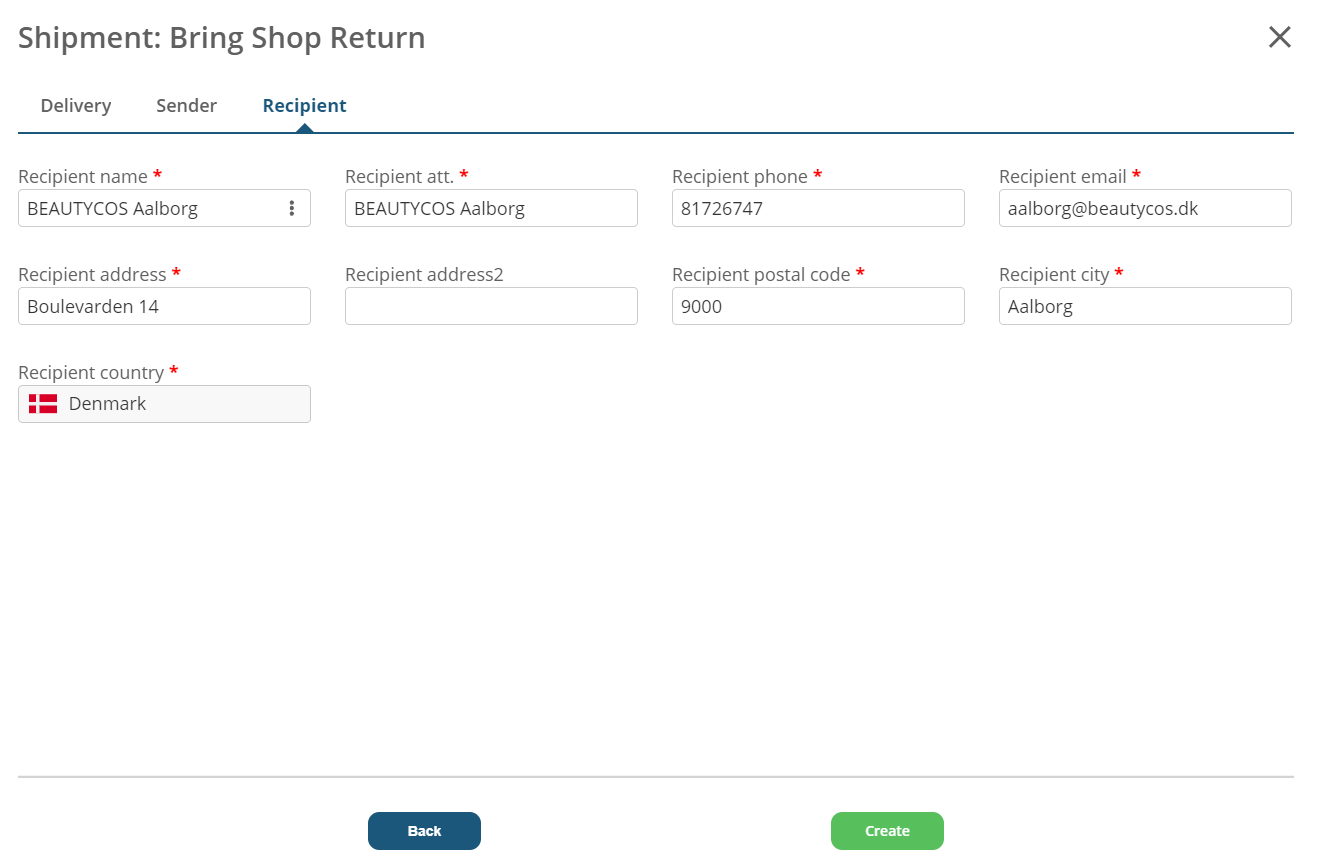 Shipment: Bring Shop Return
Delivery Sender Recipient
Recipient name * Recipient att. * Recipient phone * Recipient email *
BEAUTYCOS Aalborg BEAUTYCOS Aalborg 81726747 aalborg@beautycos.dk
Recipient address * Recipient address2 Recipient postal code * Recipient city *
Boulevarden 14 9000 Aalborg
Recipient country *
Denmark
Back Create